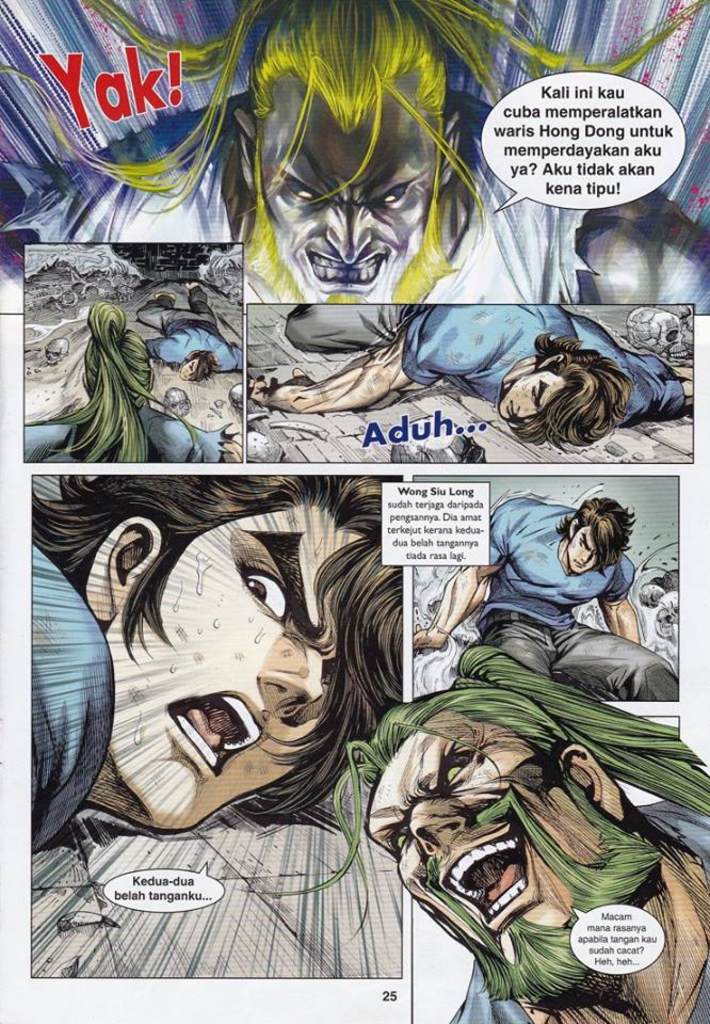 Yak!
Kali ini kau
cuba memperalatkan
waris Hong Dong untuk
memperdayakan aku
ya? Aku tidak akan
kena tipu!
Aduh...
Wong Siu Long
sudah terjaga daripada
pengsannya. Dia amat
terkejut kerana kedua-
dua belah tangannya
tiada rasa lagi.
Kedua-dua
belah tanganku...
Macam
mana rasanya
apabila tangan kau
sudah cacat?
Heh, heh...
25